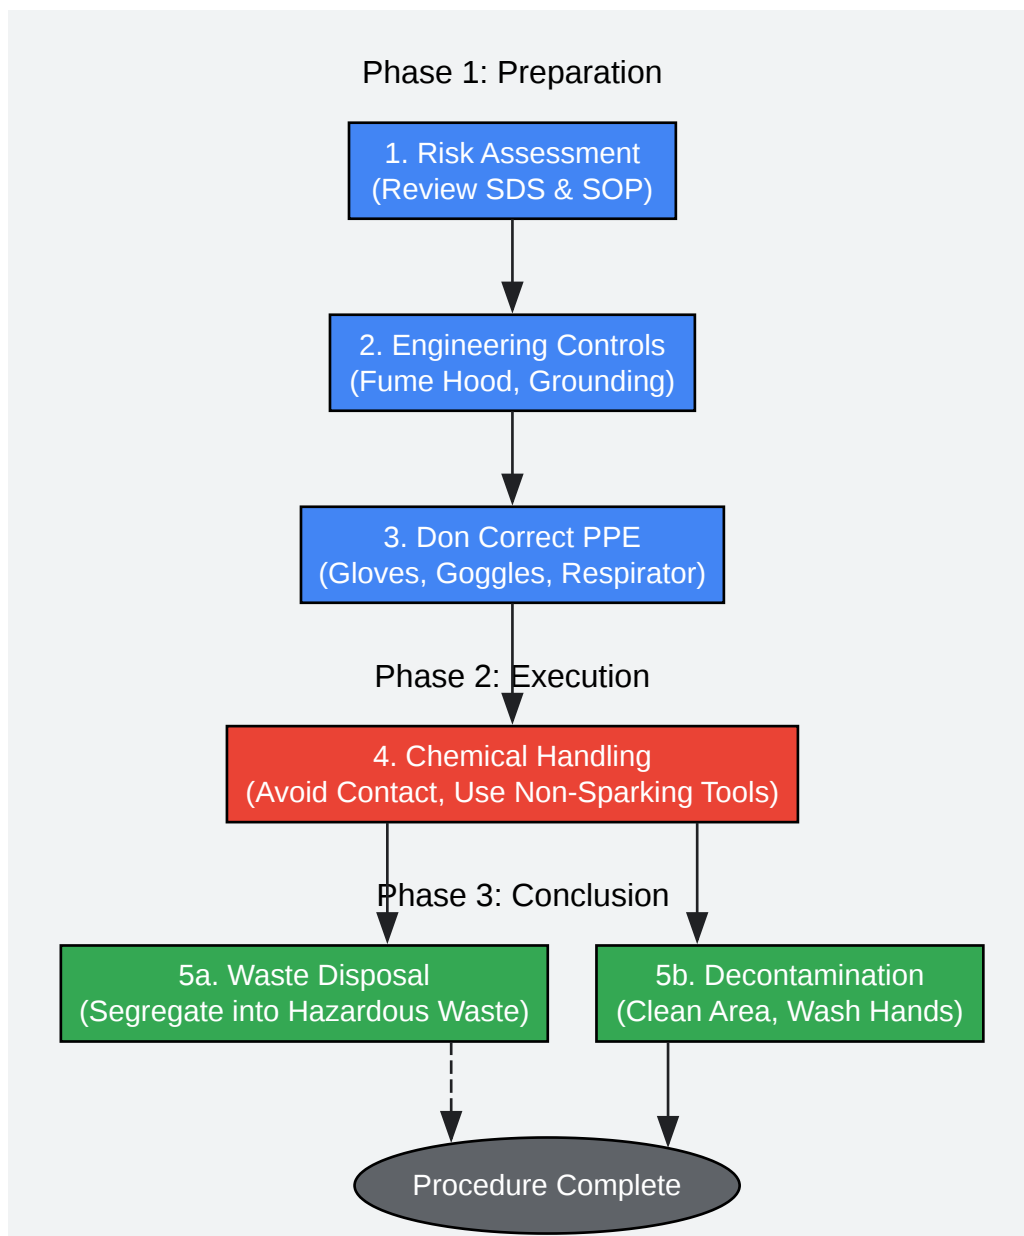 Phase 1: Preparation
1. Risk Assessment
(Review SDS & SOP)
2. Engineering Controls
(Fume Hood, Grounding)
3. Don Correct PPE
(Gloves, Goggles, Respirator)
Phase 2: Execution
4. Chemical Handling
(Avoid Contact, Use Non-Sparking Tools)
Phase 3: Conclusion
5a. Waste Disposal
(Segregate into Hazardous Waste)
5b. Decontamination
(Clean Area, Wash Hands)
Procedure Complete